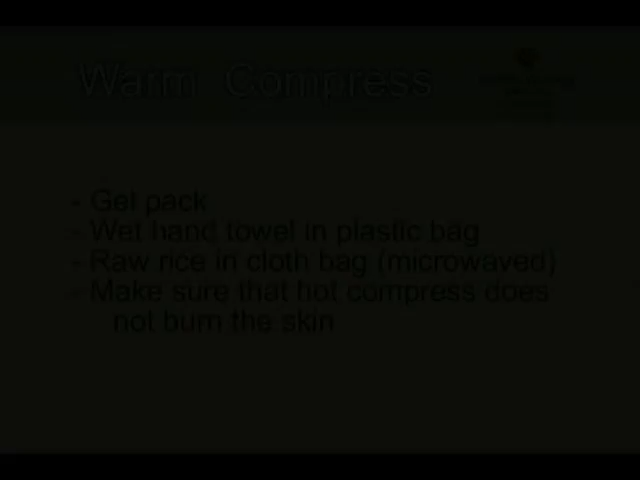 Warm Compress
- Gel pack
- Wet hand towel in plastic bag
- Raw rice in cloth bag (microwaved)
- Make sure that hot compress does
not burn the skin